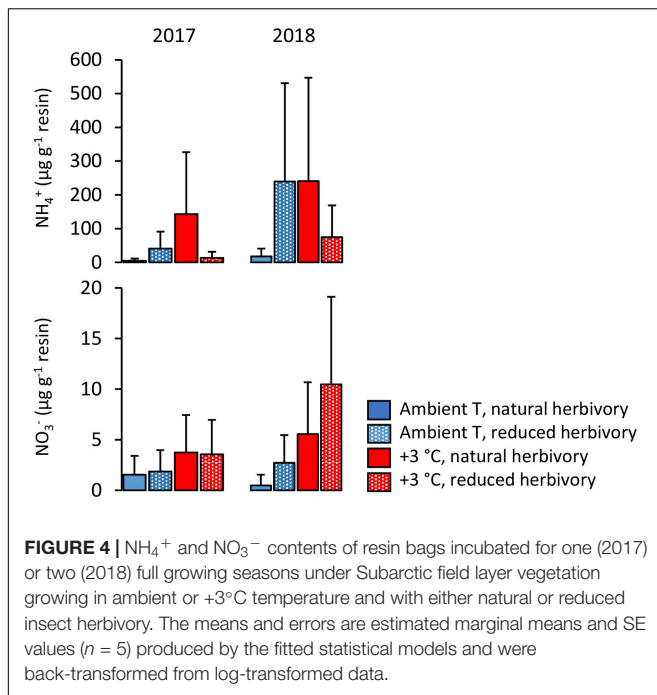 2017 2018
600
500
400
300
200
100
0
NH₄⁺ (µg g⁻¹ resin)
20
15
10
5
0
NO₃⁻ (µg g⁻¹ resin)
Ambient T, natural herbivory
Ambient T, reduced herbivory
+3 °C, natural herbivory
+3 °C, reduced herbivory
FIGURE 4 | NH₄⁺ and NO₃⁻ contents of resin bags incubated for one (2017)
or two (2018) full growing seasons under Subarctic field layer vegetation
growing in ambient or +3°C temperature and with either natural or reduced
insect herbivory. The means and errors are estimated marginal means and SE
values (n = 5) produced by the fitted statistical models and were
back-transformed from log-transformed data.